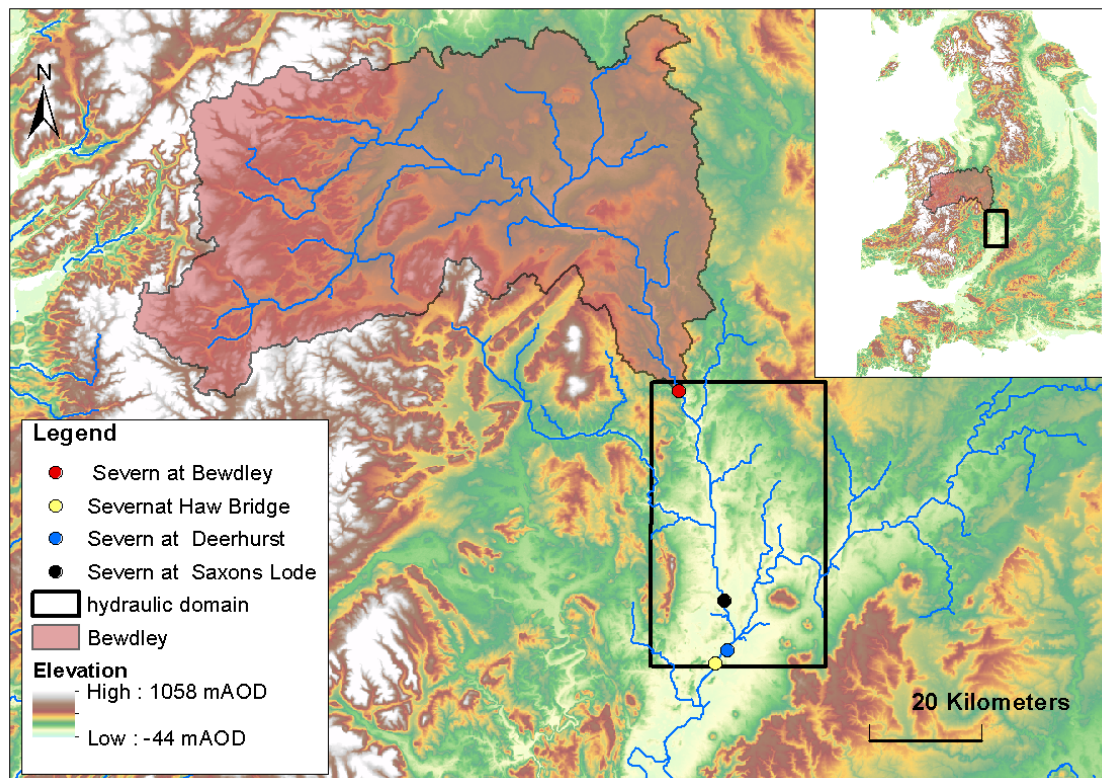 N
Legend
Severn at Bewdley
Severnat Haw Bridge
Severn at Deerhurst
Severn at Saxons Lode
hydraulic domain
Bewdley
Elevation
High : 1058 mAOD
Low : -44 mAOD
20 Kilometers